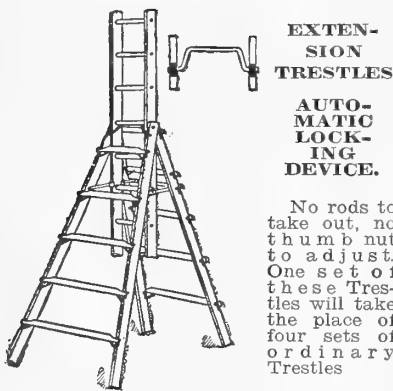 EXTEN-
SION
TRESTLES
AUTO-
MATIC
LOCK-
ING
DEVICE.
No rods to
take out, no
thumb nut
to adjust.
One set of
these Tres-
tles will take
the place of
four sets of
ordinary
Trestles